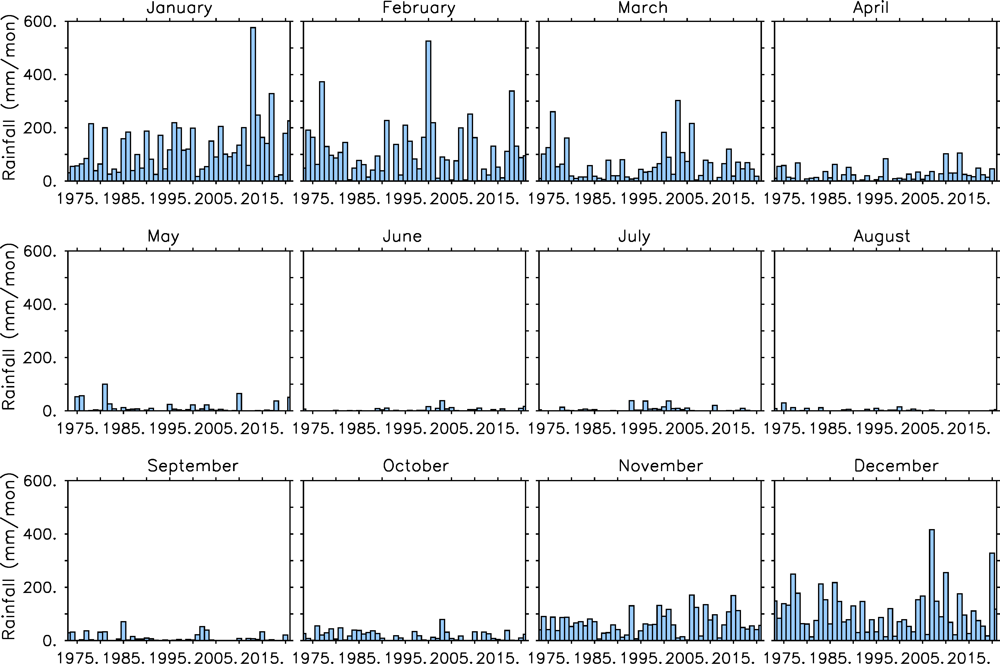 January February March April
Rainfall (mm/mon)
600.
400.
200.
0.
1975. 1985. 1995. 2005. 2015. 1975. 1985. 1995. 2005. 2015. 1975. 1985. 1995. 2005. 2015. 1975. 1985. 1995. 2005. 2015.
May June July August
Rainfall (mm/mon)
600.
400.
200.
0.
1975. 1985. 1995. 2005. 2015. 1975. 1985. 1995. 2005. 2015. 1975. 1985. 1995. 2005. 2015. 1975. 1985. 1995. 2005. 2015.
September October November December
Rainfall (mm/mon)
600.
400.
200.
0.
1975. 1985. 1995. 2005. 2015. 1975. 1985. 1995. 2005. 2015. 1975. 1985. 1995. 2005. 2015. 1975. 1985. 1995. 2005. 2015.